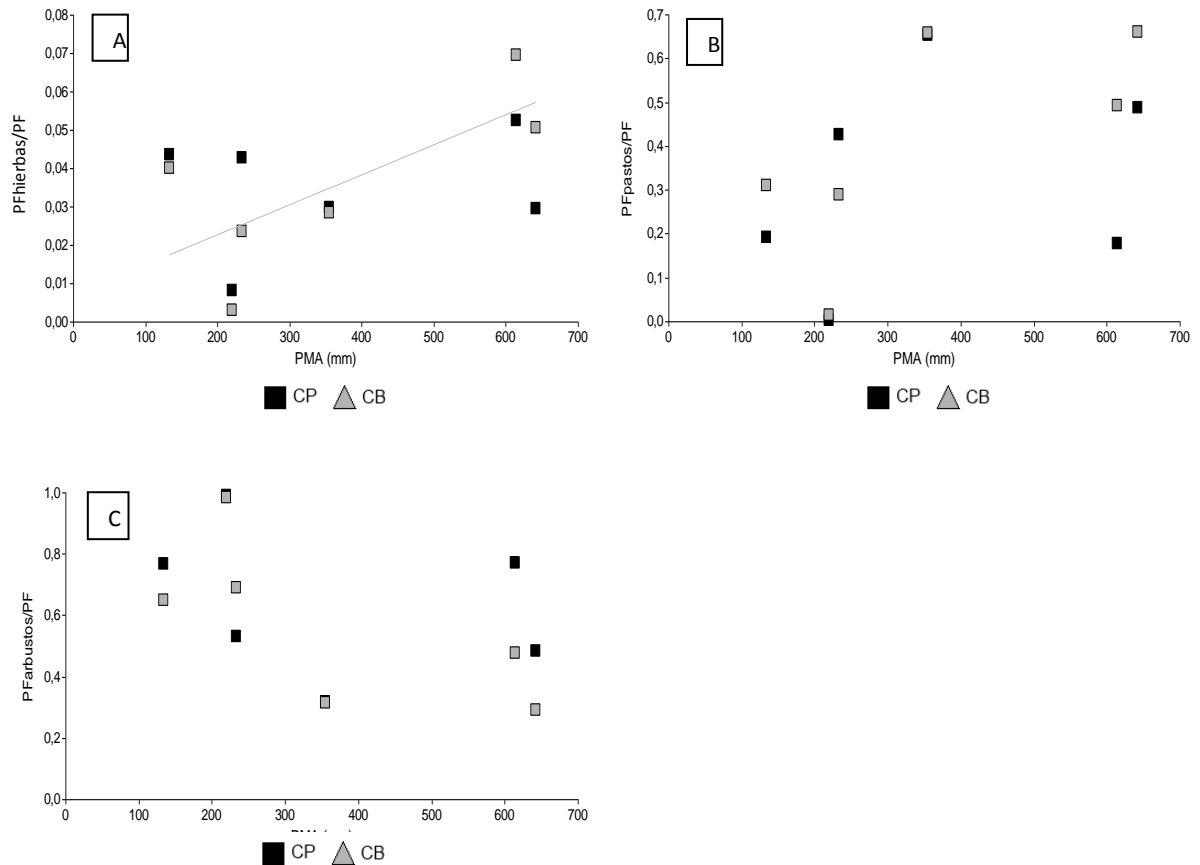 A
PFhierbas/PF
0,08
0,07
0,06
0,05
0,04
0,03
0,02
0,01
0,00
0 100 200 300 400 500 600 700
PMA (mm)
CP CB
B
PFpastos/PF
0,7
0,6
0,5
0,4
0,3
0,2
0,1
0,0
0 100 200 300 400 500 600 700
PMA (mm)
CP CB
C
PFarbustos/PF
1,0
0,8
0,6
0,4
0,2
0,0
0 100 200 300 400 500 600 700
PMA (mm)
CP CB